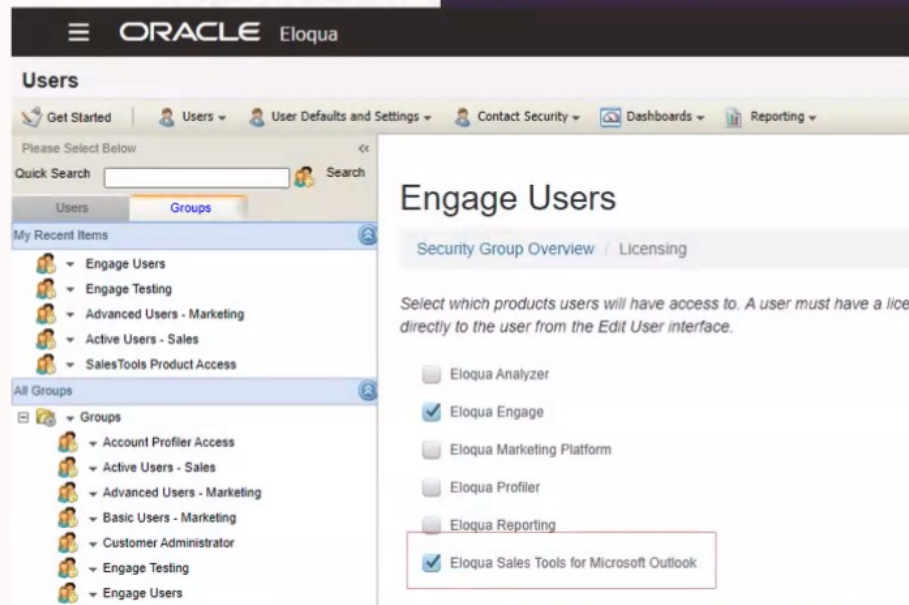 ORACLE Eloqua
Users
Get Started Users User Defaults and Settings Contact Security Dashboards Reporting
Please Select Below
Quick Search Search
Users Groups
My Recent Items
Engage Users
Engage Testing
Advanced Users - Marketing
Active Users - Sales
SalesTools Product Access
All Groups
Groups
Account Profiler Access
Active Users - Sales
Advanced Users - Marketing
Basic Users - Marketing
Customer Administrator
Engage Testing
Engage Users
Engage Users
Security Group Overview / Licensing
Select which products users will have access to. A user must have a lice
directly to the user from the Edit User interface.
Eloqua Analyzer
Eloqua Engage
Eloqua Marketing Platform
Eloqua Profiler
Eloqua Reporting
Eloqua Sales Tools for Microsoft Outlook